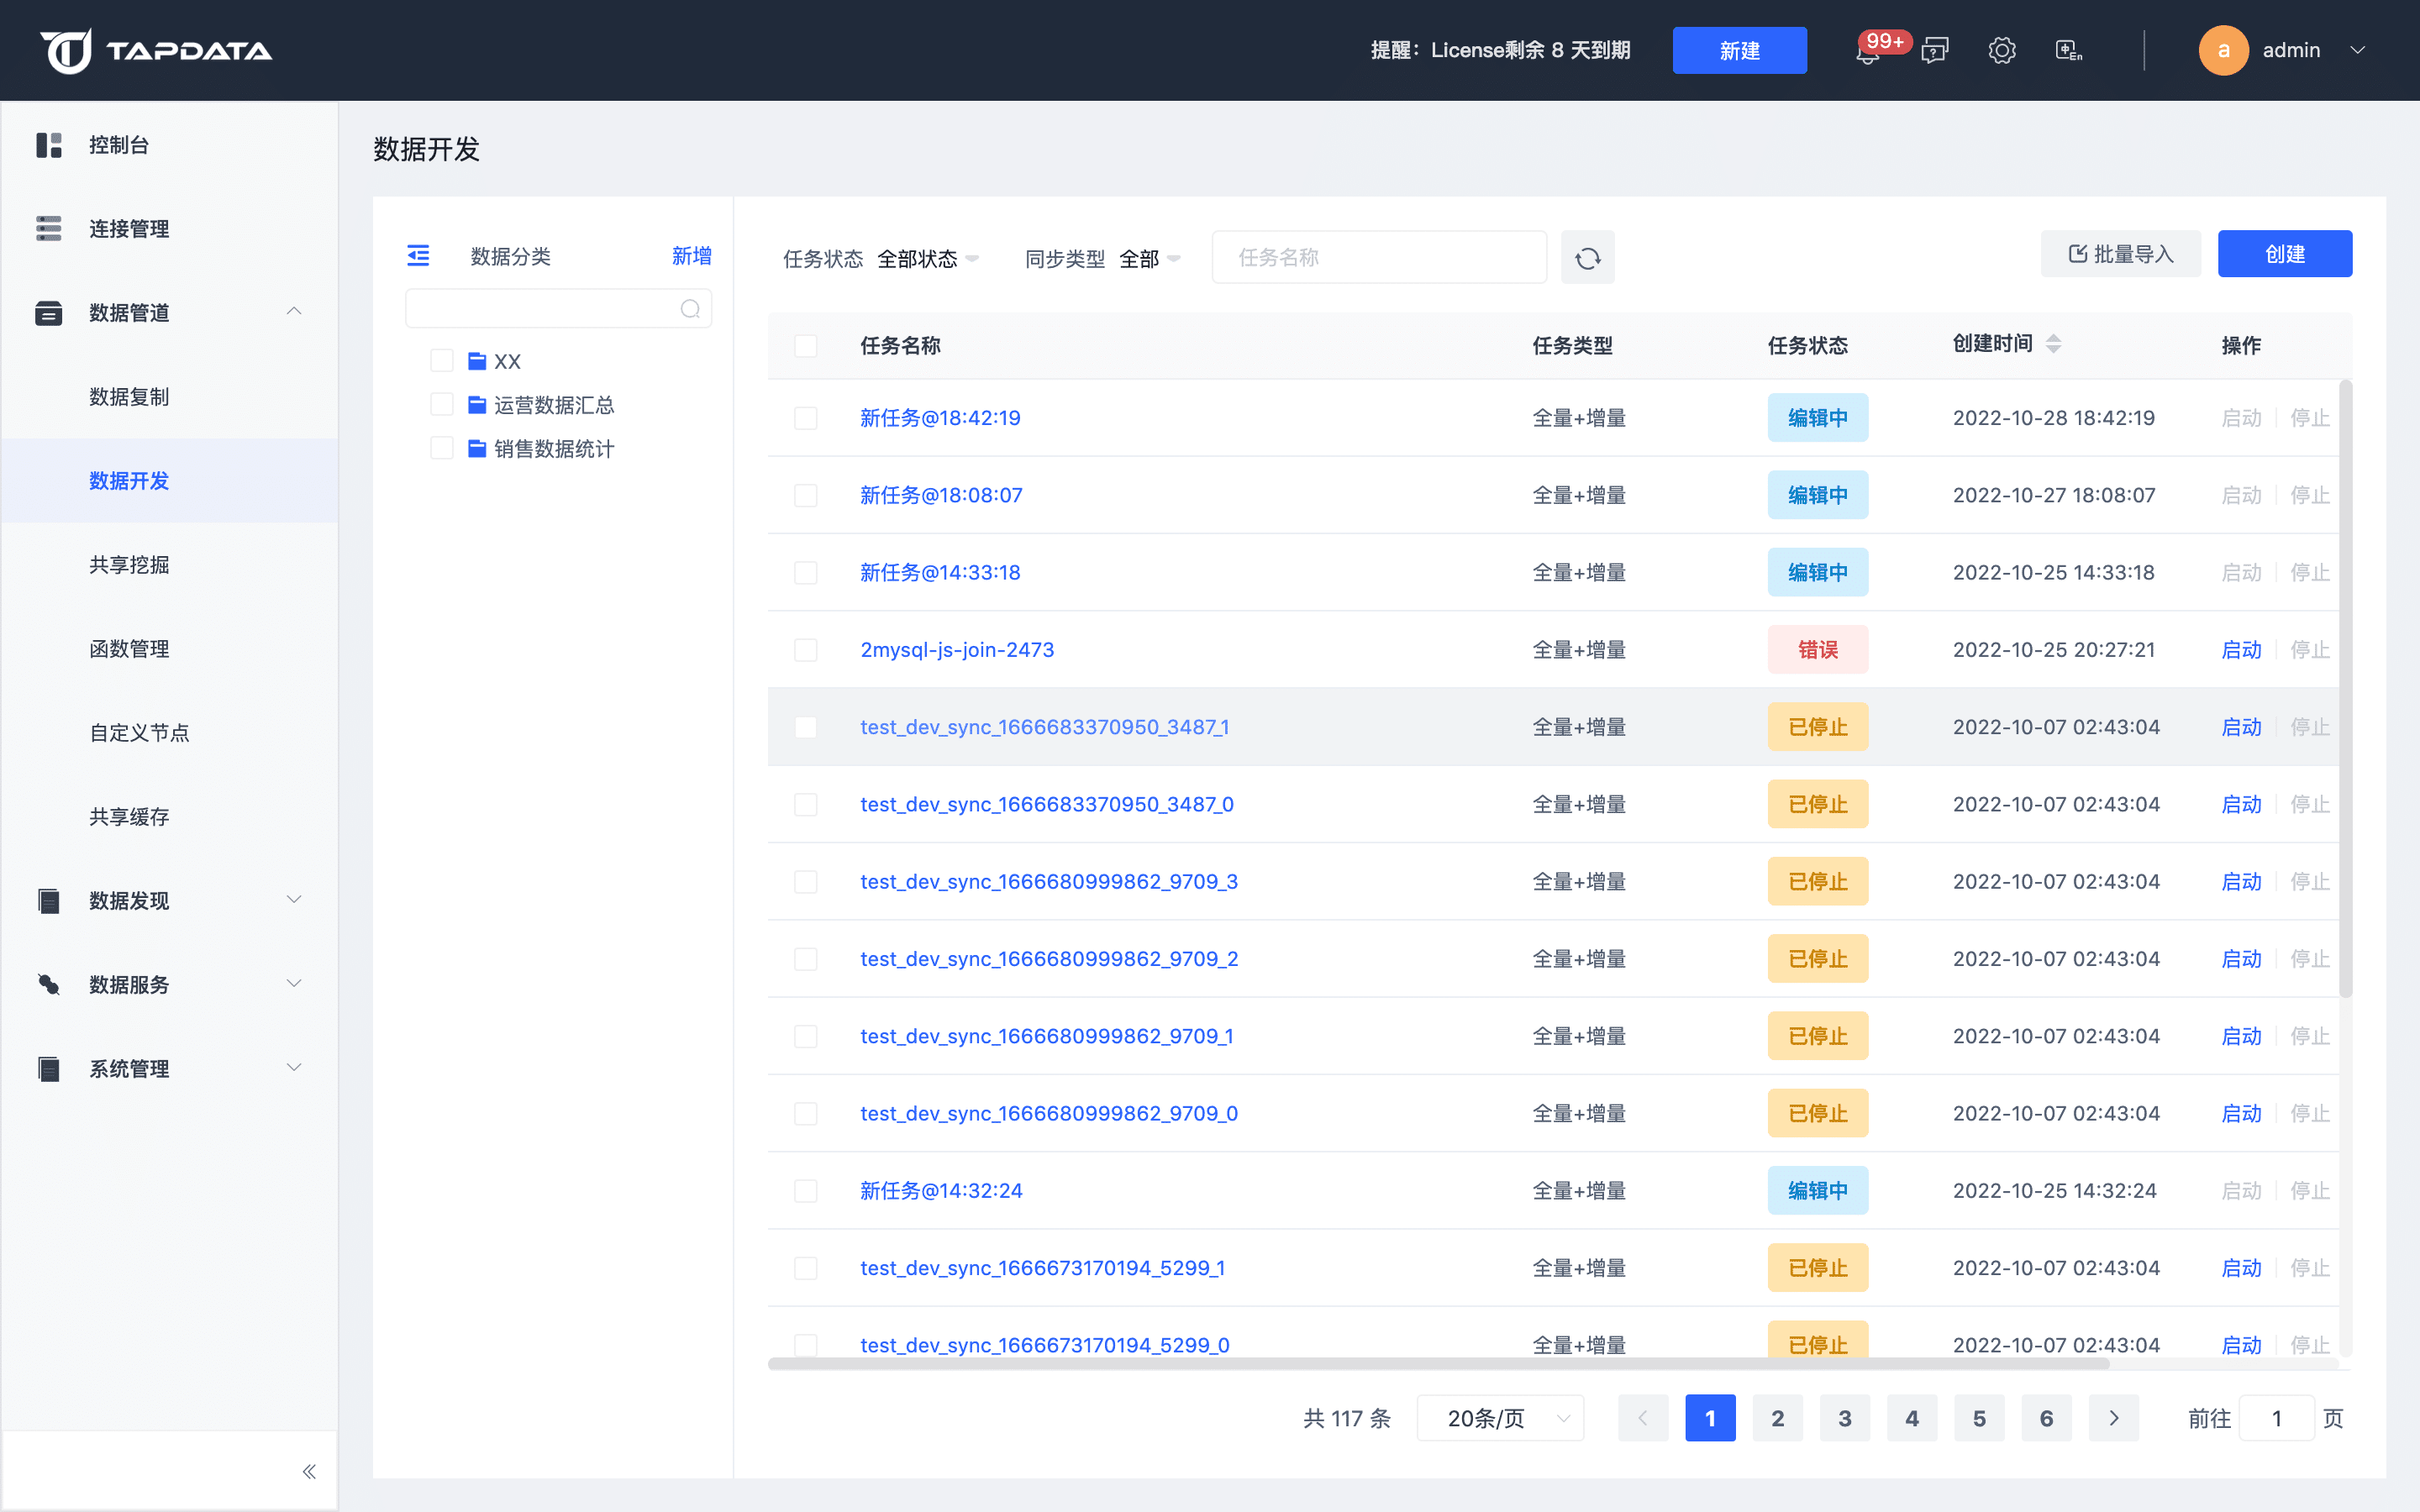 TAPDATA
提醒：License剩余 8 天到期
新建
99+
中 En
a
admin
控制台
连接管理
数据管道
数据复制
数据开发
共享挖掘
函数管理
自定义节点
共享缓存
数据发现
数据服务
系统管理
数据开发
数据分类 新增
XX
运营数据汇总
销售数据统计
任务状态 全部状态 同步类型 全部 任务名称 批量导入 创建
任务名称 任务类型 任务状态 创建时间 操作
新任务@18:42:19 全量+增量 编辑中 2022-10-28 18:42:19 启动 停止
新任务@18:08:07 全量+增量 编辑中 2022-10-27 18:08:07 启动 停止
新任务@14:33:18 全量+增量 编辑中 2022-10-25 14:33:18 启动 停止
2mysql-js-join-2473 全量+增量 错误 2022-10-25 20:27:21 启动 停止
test_dev_sync_1666683370950_3487_1 全量+增量 已停止 2022-10-07 02:43:04 启动 停止
test_dev_sync_1666683370950_3487_0 全量+增量 已停止 2022-10-07 02:43:04 启动 停止
test_dev_sync_1666680999862_9709_3 全量+增量 已停止 2022-10-07 02:43:04 启动 停止
test_dev_sync_1666680999862_9709_2 全量+增量 已停止 2022-10-07 02:43:04 启动 停止
test_dev_sync_1666680999862_9709_1 全量+增量 已停止 2022-10-07 02:43:04 启动 停止
test_dev_sync_1666680999862_9709_0 全量+增量 已停止 2022-10-07 02:43:04 启动 停止
新任务@14:32:24 全量+增量 编辑中 2022-10-25 14:32:24 启动 停止
test_dev_sync_1666673170194_5299_1 全量+增量 已停止 2022-10-07 02:43:04 启动 停止
test_dev_sync_1666673170194_5299_0 全量+增量 已停止 2022-10-07 02:43:04 启动 停止
共 117 条 20条/页 1 2 3 4 5 6 前往 1 页